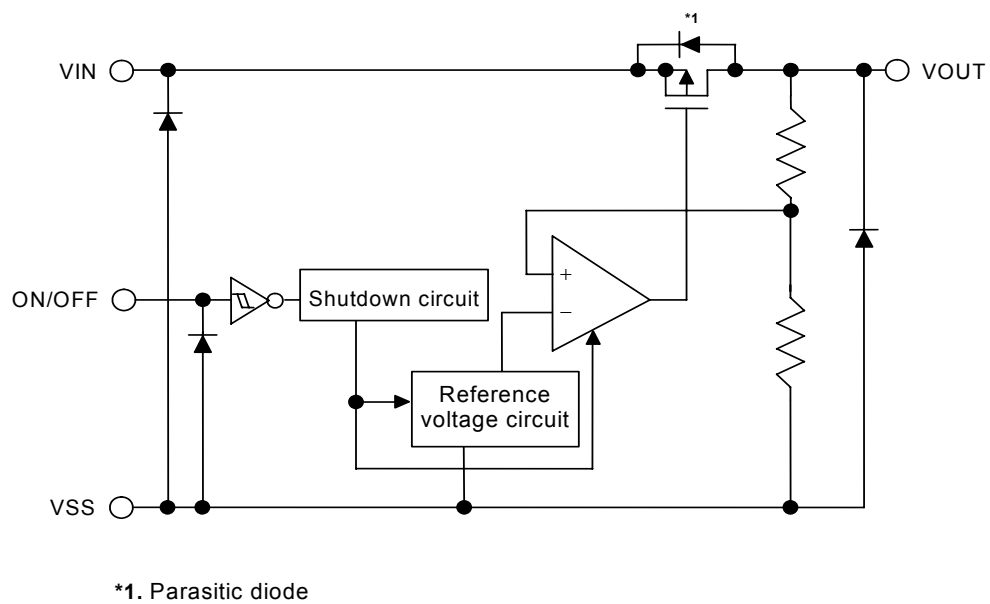 *1
VIN
VOUT
+
−
ON/OFF
Shutdown circuit
Reference
voltage circuit
VSS
*1. Parasitic diode